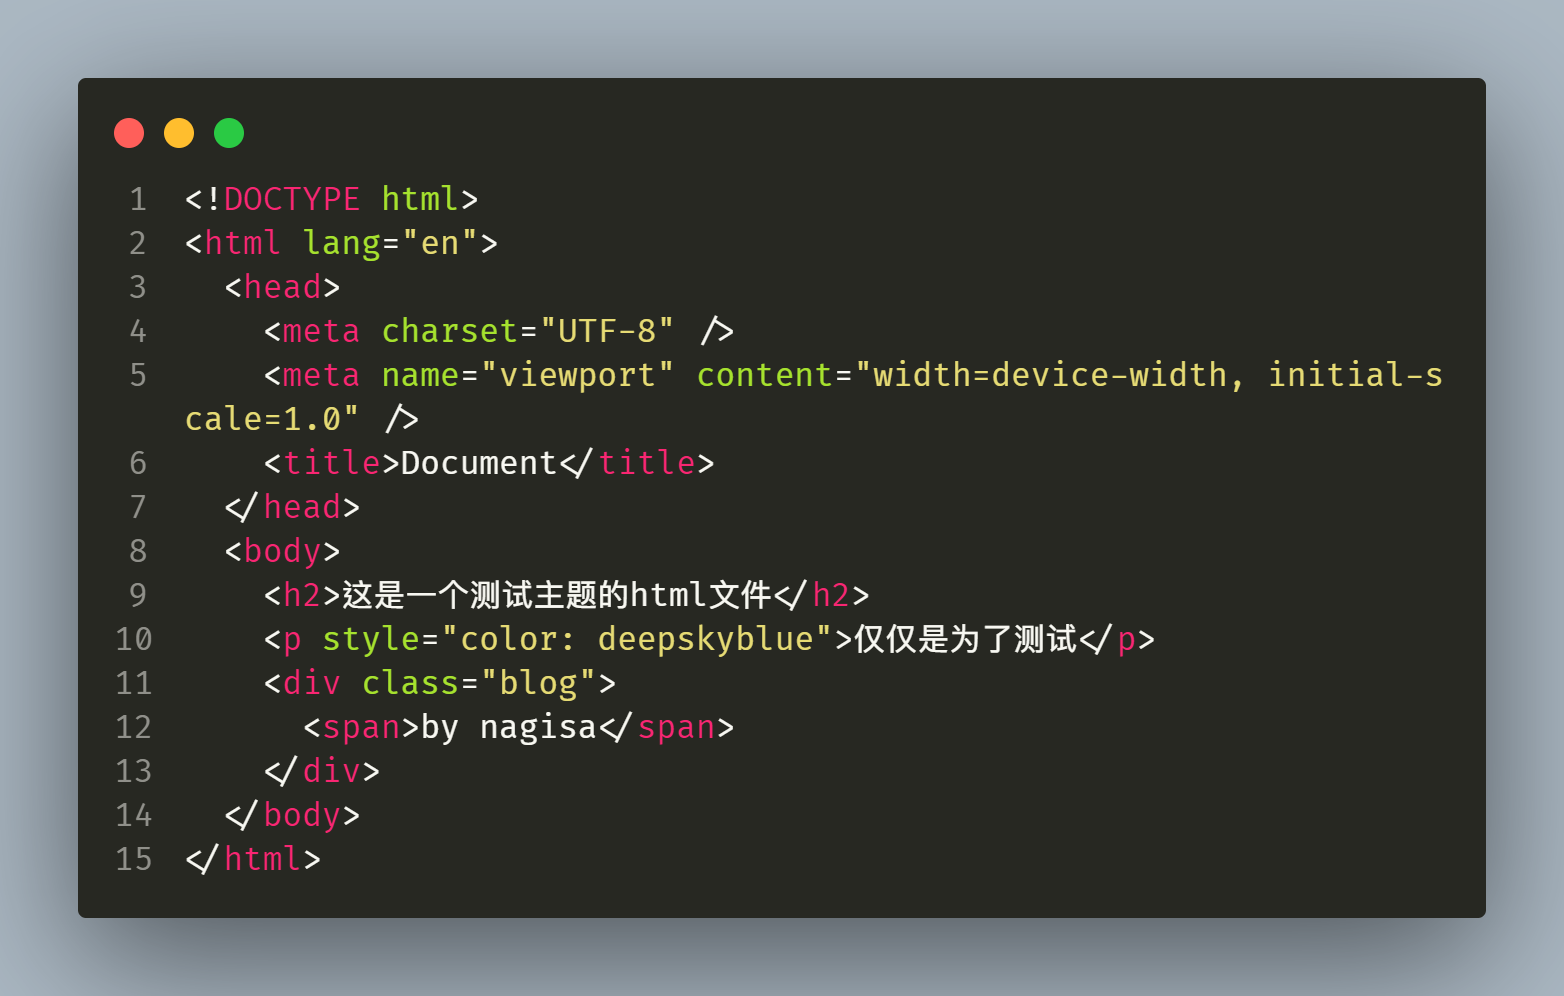 1 <!DOCTYPE html>
2 <html lang="en">
3   <head>
4     <meta charset="UTF-8" />
5     <meta name="viewport" content="width=device-width, initial-s
cale=1.0" />
6     <title>Document</title>
7   </head>
8   <body>
9     <h2>这是一个测试主题的html文件</h2>
10     <p style="color: deepskyblue">仅仅是为了测试</p>
11     <div class="blog">
12       <span>by nagisa</span>
13     </div>
14   </body>
15 </html>